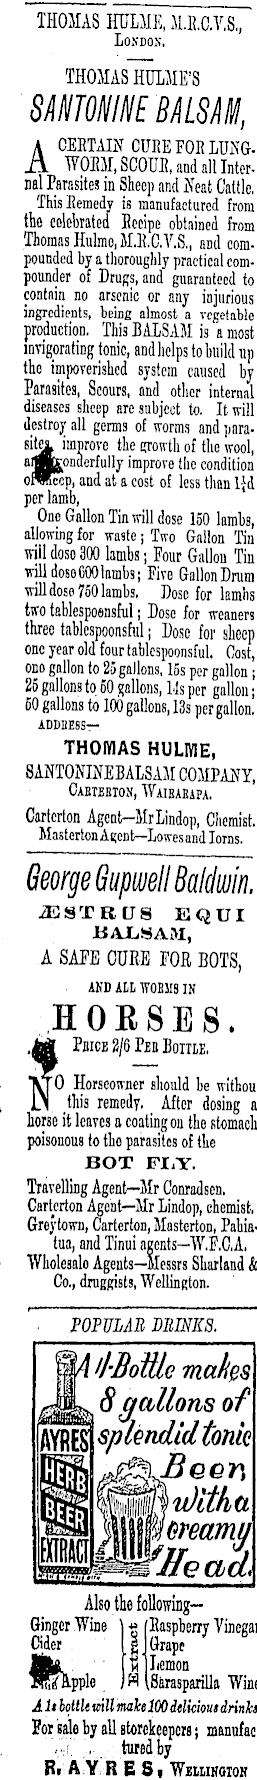 THOMAS HULME, M.R.C.V.S.,
LONDON.
THOMAS HULME'S
SANTONINE BALSAM,
A CERTAIN CURE FOR LUNG-
WORM, SCOUR, and all Inter-
nal Parasites in Sheep and Neat Cattle.
This Remedy is manufactured from
the celebrated Recipe obtained from
Thomas Hulme, M.R.C.V.S., and com-
pounded by a thoroughly practical com-
pounder of Drugs, and guaranteed to
contain no arsenic or any injurious
ingredients, being almost a vegetable
production. This BALSAM is a most
invigorating tonic, and helps to build up
the impoverished system caused by
Parasites, Scours, and other internal
diseases sheep are subject to. It will
destroy all germs of worms and para-
sites, improve the growth of the wool,
wonderfully improve the condition
of sheep, and at a cost of less than 1¼d
per lamb,
One Gallon Tin will dose 150 lambs,
allowing for waste; Two Gallon Tin
will dose 300 lambs; Four Gallon Tin
will dose 600 lambs; Five Gallon Drum
will dose 750 lambs. Dose for lambs
two tablespoonsful; Dose for weaners
three tablespoonsful; Dose for sheep
one year old four tablespoonsful. Cost,
one gallon to 25 gallons, 15s per gallon;
25 gallons to 50 gallons, 14s per gallon;
50 gallons to 100 gallons, 13s per gallon.
ADDRESS—
THOMAS HULME,
SANTONINE BALSAM COMPANY,
CARTERTON, WAIRARAPA.
Carterton Agent—Mr Lindop, Chemist.
Masterton Agent—Lowes and Iorns.
George Gupwell Baldwin.
ÆSTRUS EQUI
BALSAM,
A SAFE CURE FOR BOTS,
AND ALL WORMS IN
HORSES.
PRICE 2/6 PER BOTTLE.
NO Horseowner should be withou
this remedy. After dosing a
horse it leaves a coating on the stomach
poisonous to the parasites of the
BOT FLY.
Travelling Agent—Mr Conradsen.
Carterton Agent—Mr Lindop, chemist.
Greytown, Carterton, Masterton, Pahia-
tua, and Tinui agents—W.F.C.A.
Wholesale Agents—Messrs Sharland &
Co., druggists, Wellington.
POPULAR DRINKS.
A 1/-Bottle makes
8 gallons of
splendid tonic
Beer,
with a
creamy
Head.
AYRES
HERB
BEER
EXTRACT
Also the following—
Ginger Wine
Cider
Apple
Extract
Raspberry Vinegar
Grape
Lemon
Sarasparilla Wine
A 1s bottle will make 100 delicious drinks
For sale by all storekeepers; manufac
tured by
R. AYRES, WELLINGTON